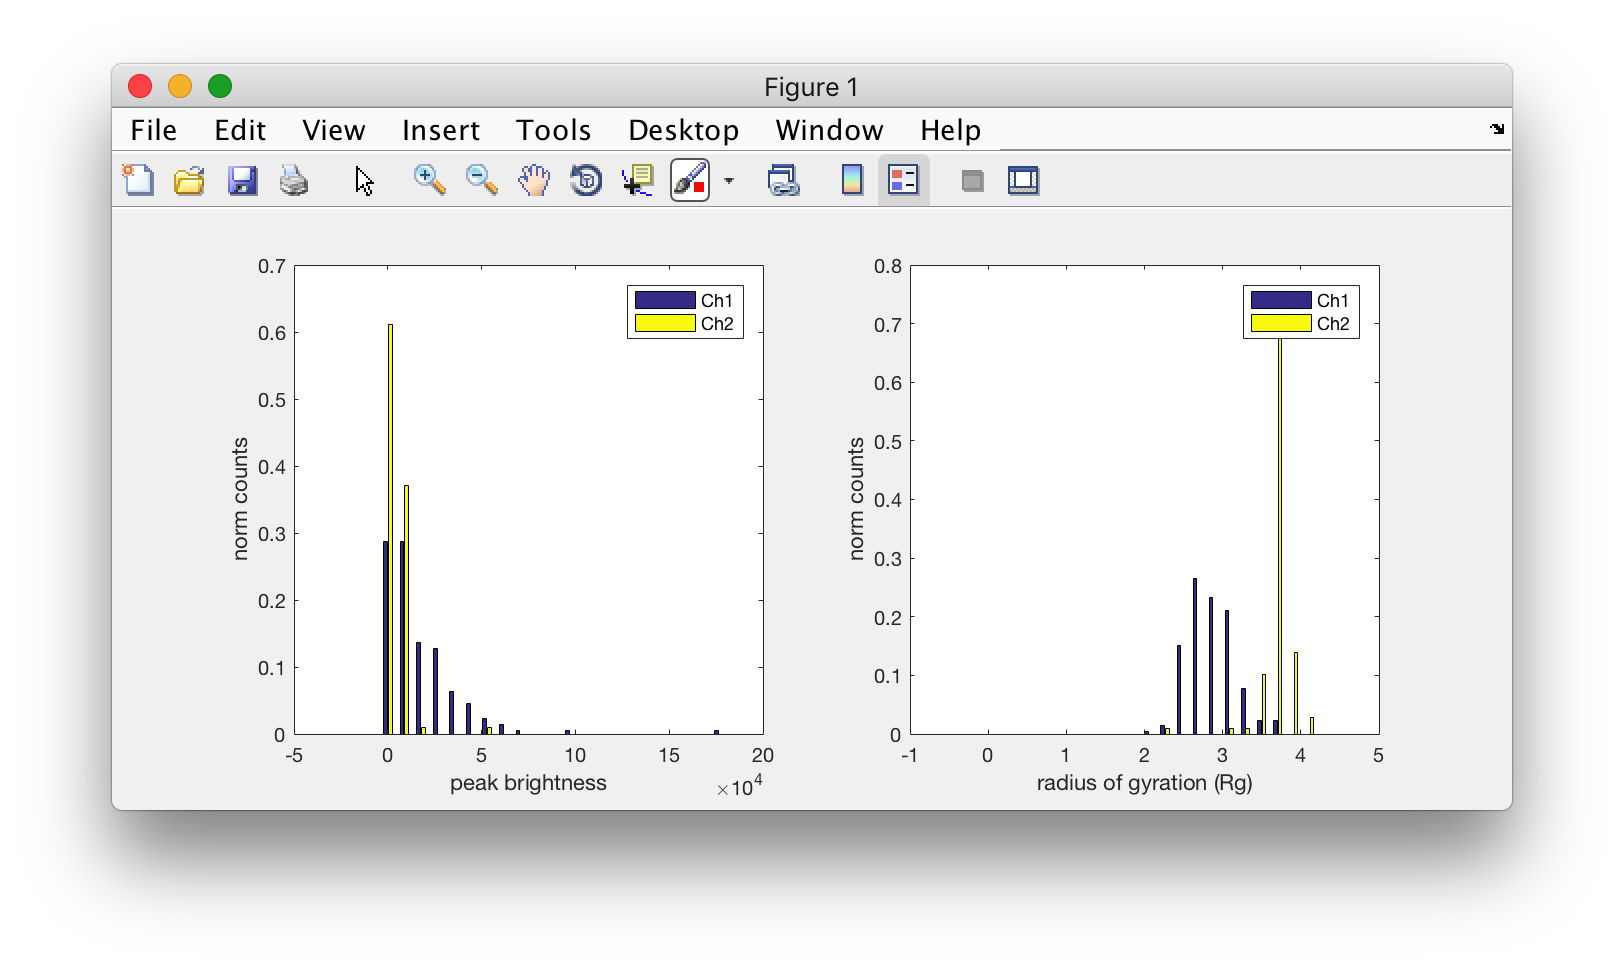 Figure 1
File Edit View Insert Tools Desktop Window Help
0.7
0.6
0.5
0.4
0.3
0.2
0.1
0
norm counts
-5 0 5 10 15 20
peak brightness
×10^4
Ch1
Ch2
0.8
0.7
0.6
0.5
0.4
0.3
0.2
0.1
0
norm counts
-1 0 1 2 3 4 5
radius of gyration (Rg)
Ch1
Ch2